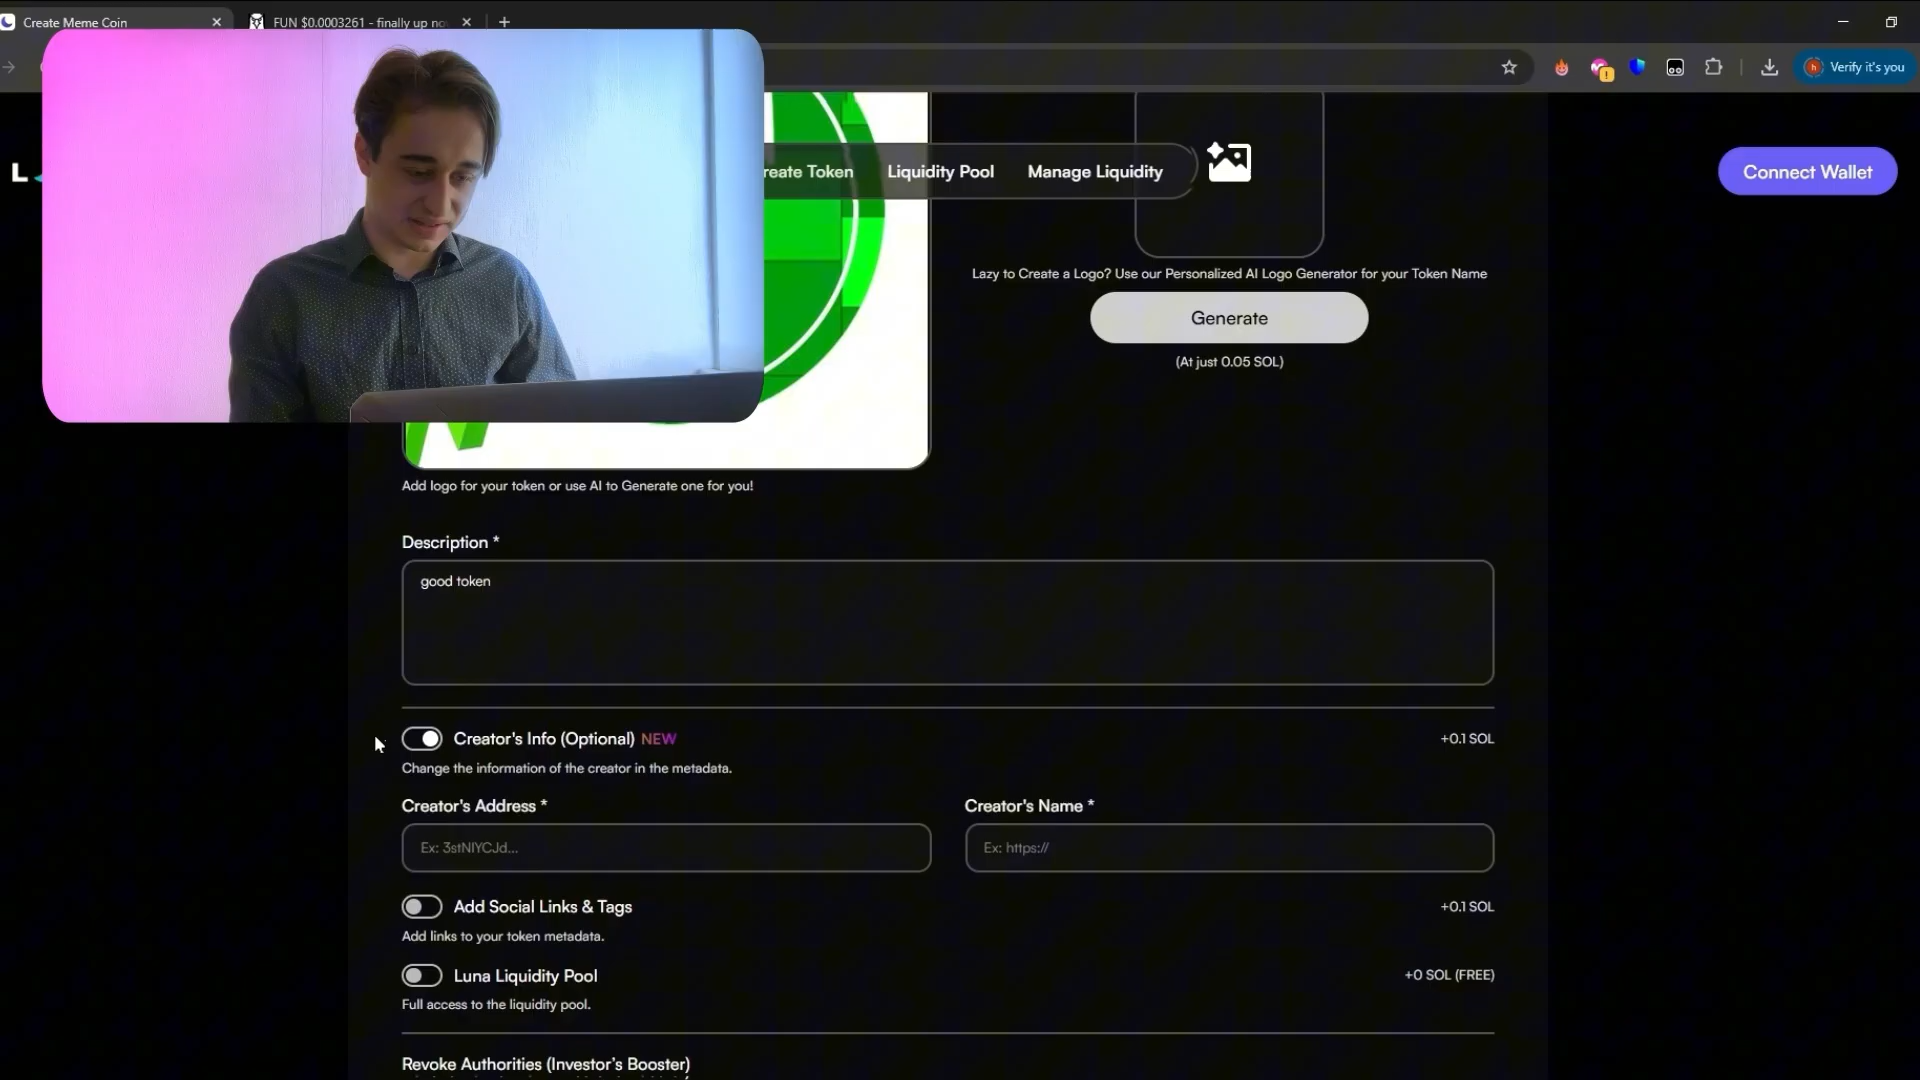 Create Meme Coin
FUN $0.0003261 - finally up no
Verify it's you
L
reate Token
Liquidity Pool
Manage Liquidity
Connect Wallet
Lazy to Create a Logo? Use our Personalized AI Logo Generator for your Token Name
Generate
(At just 0.05 SOL)
Add logo for your token or use AI to Generate one for you!
Description *
good token
Creator's Info (Optional) NEW
+0.1 SOL
Change the information of the creator in the metadata.
Creator's Address *
Creator's Name *
Ex: 3stNIYCJd...
Ex: https://
Add Social Links & Tags
+0.1 SOL
Add links to your token metadata.
Luna Liquidity Pool
+0 SOL (FREE)
Full access to the liquidity pool.
Revoke Authorities (Investor's Booster)